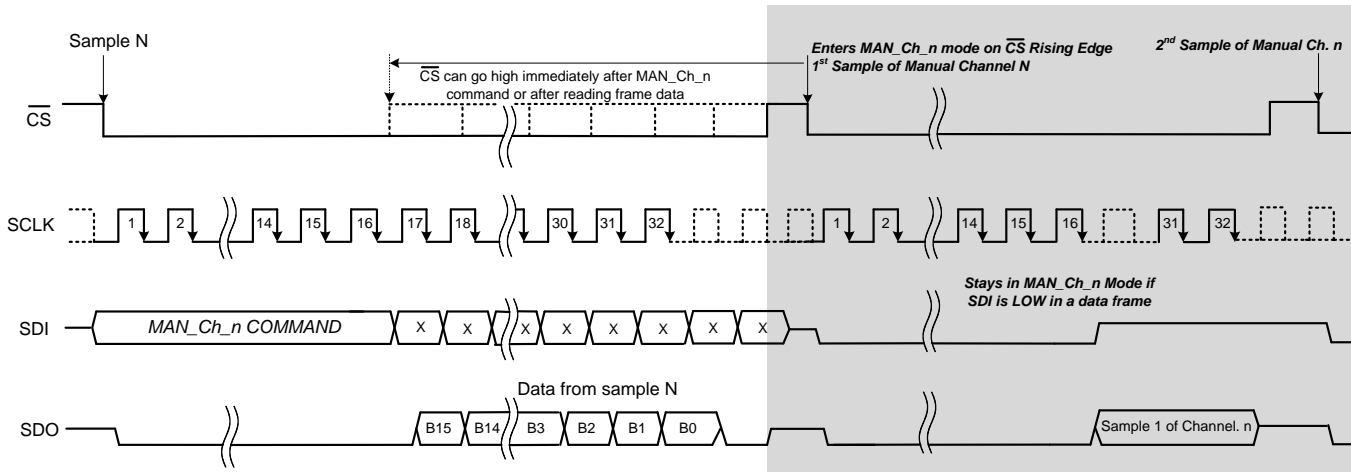 Sample N
Enters MAN_Ch_n mode on CS Rising Edge
1st Sample of Manual Channel N
2nd Sample of Manual Ch. n
CS can go high immediately after MAN_Ch_n
command or after reading frame data
CS
SCLK
1 2 14 15 16 17 18 30 31 32 1 2 14 15 16 31 32
Stays in MAN_Ch_n Mode if
SDI is LOW in a data frame
SDI
MAN_Ch_n COMMAND X X X X X X X X
Data from sample N
SDO
B15 B14 B3 B2 B1 B0 Sample 1 of Channel. n